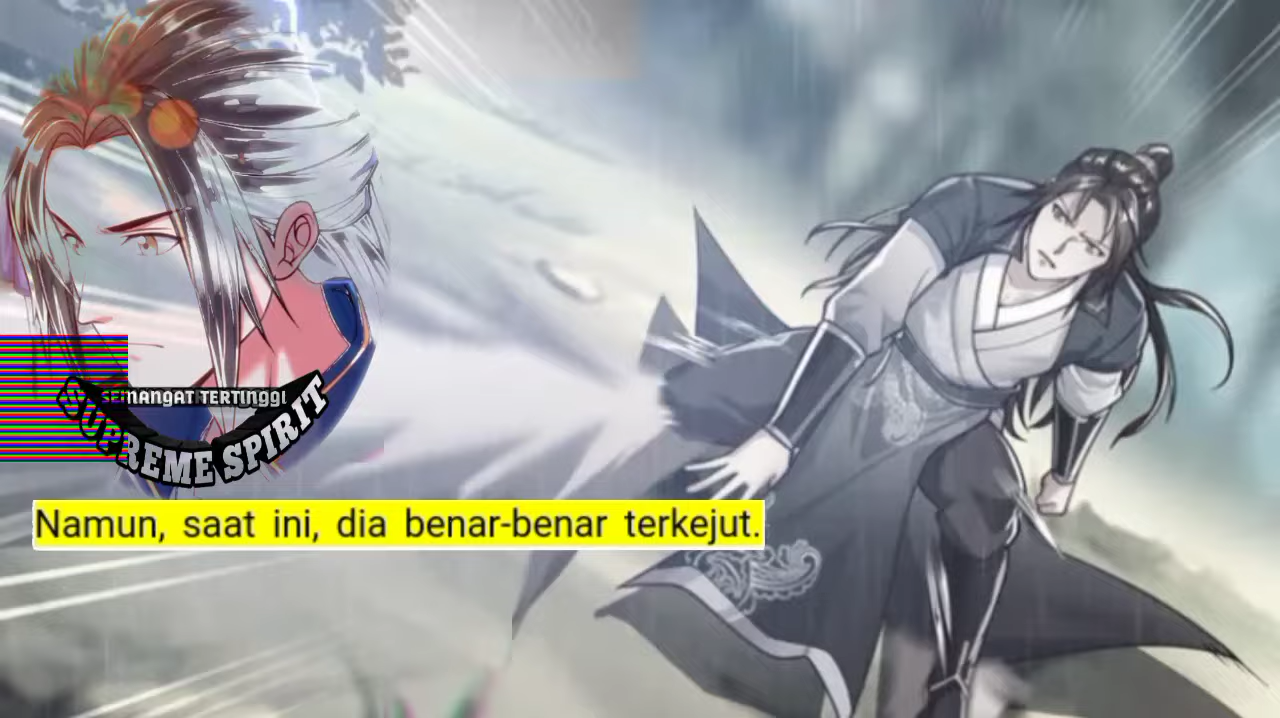 SEMANGAT TERTINGGI
SUPREME SPIRIT
Namun, saat ini, dia benar-benar terkejut.